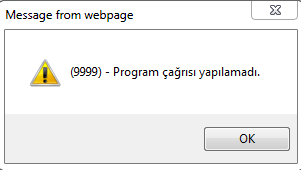 Message from webpage
(9999) - Program çağrısı yapılamadı.
OK